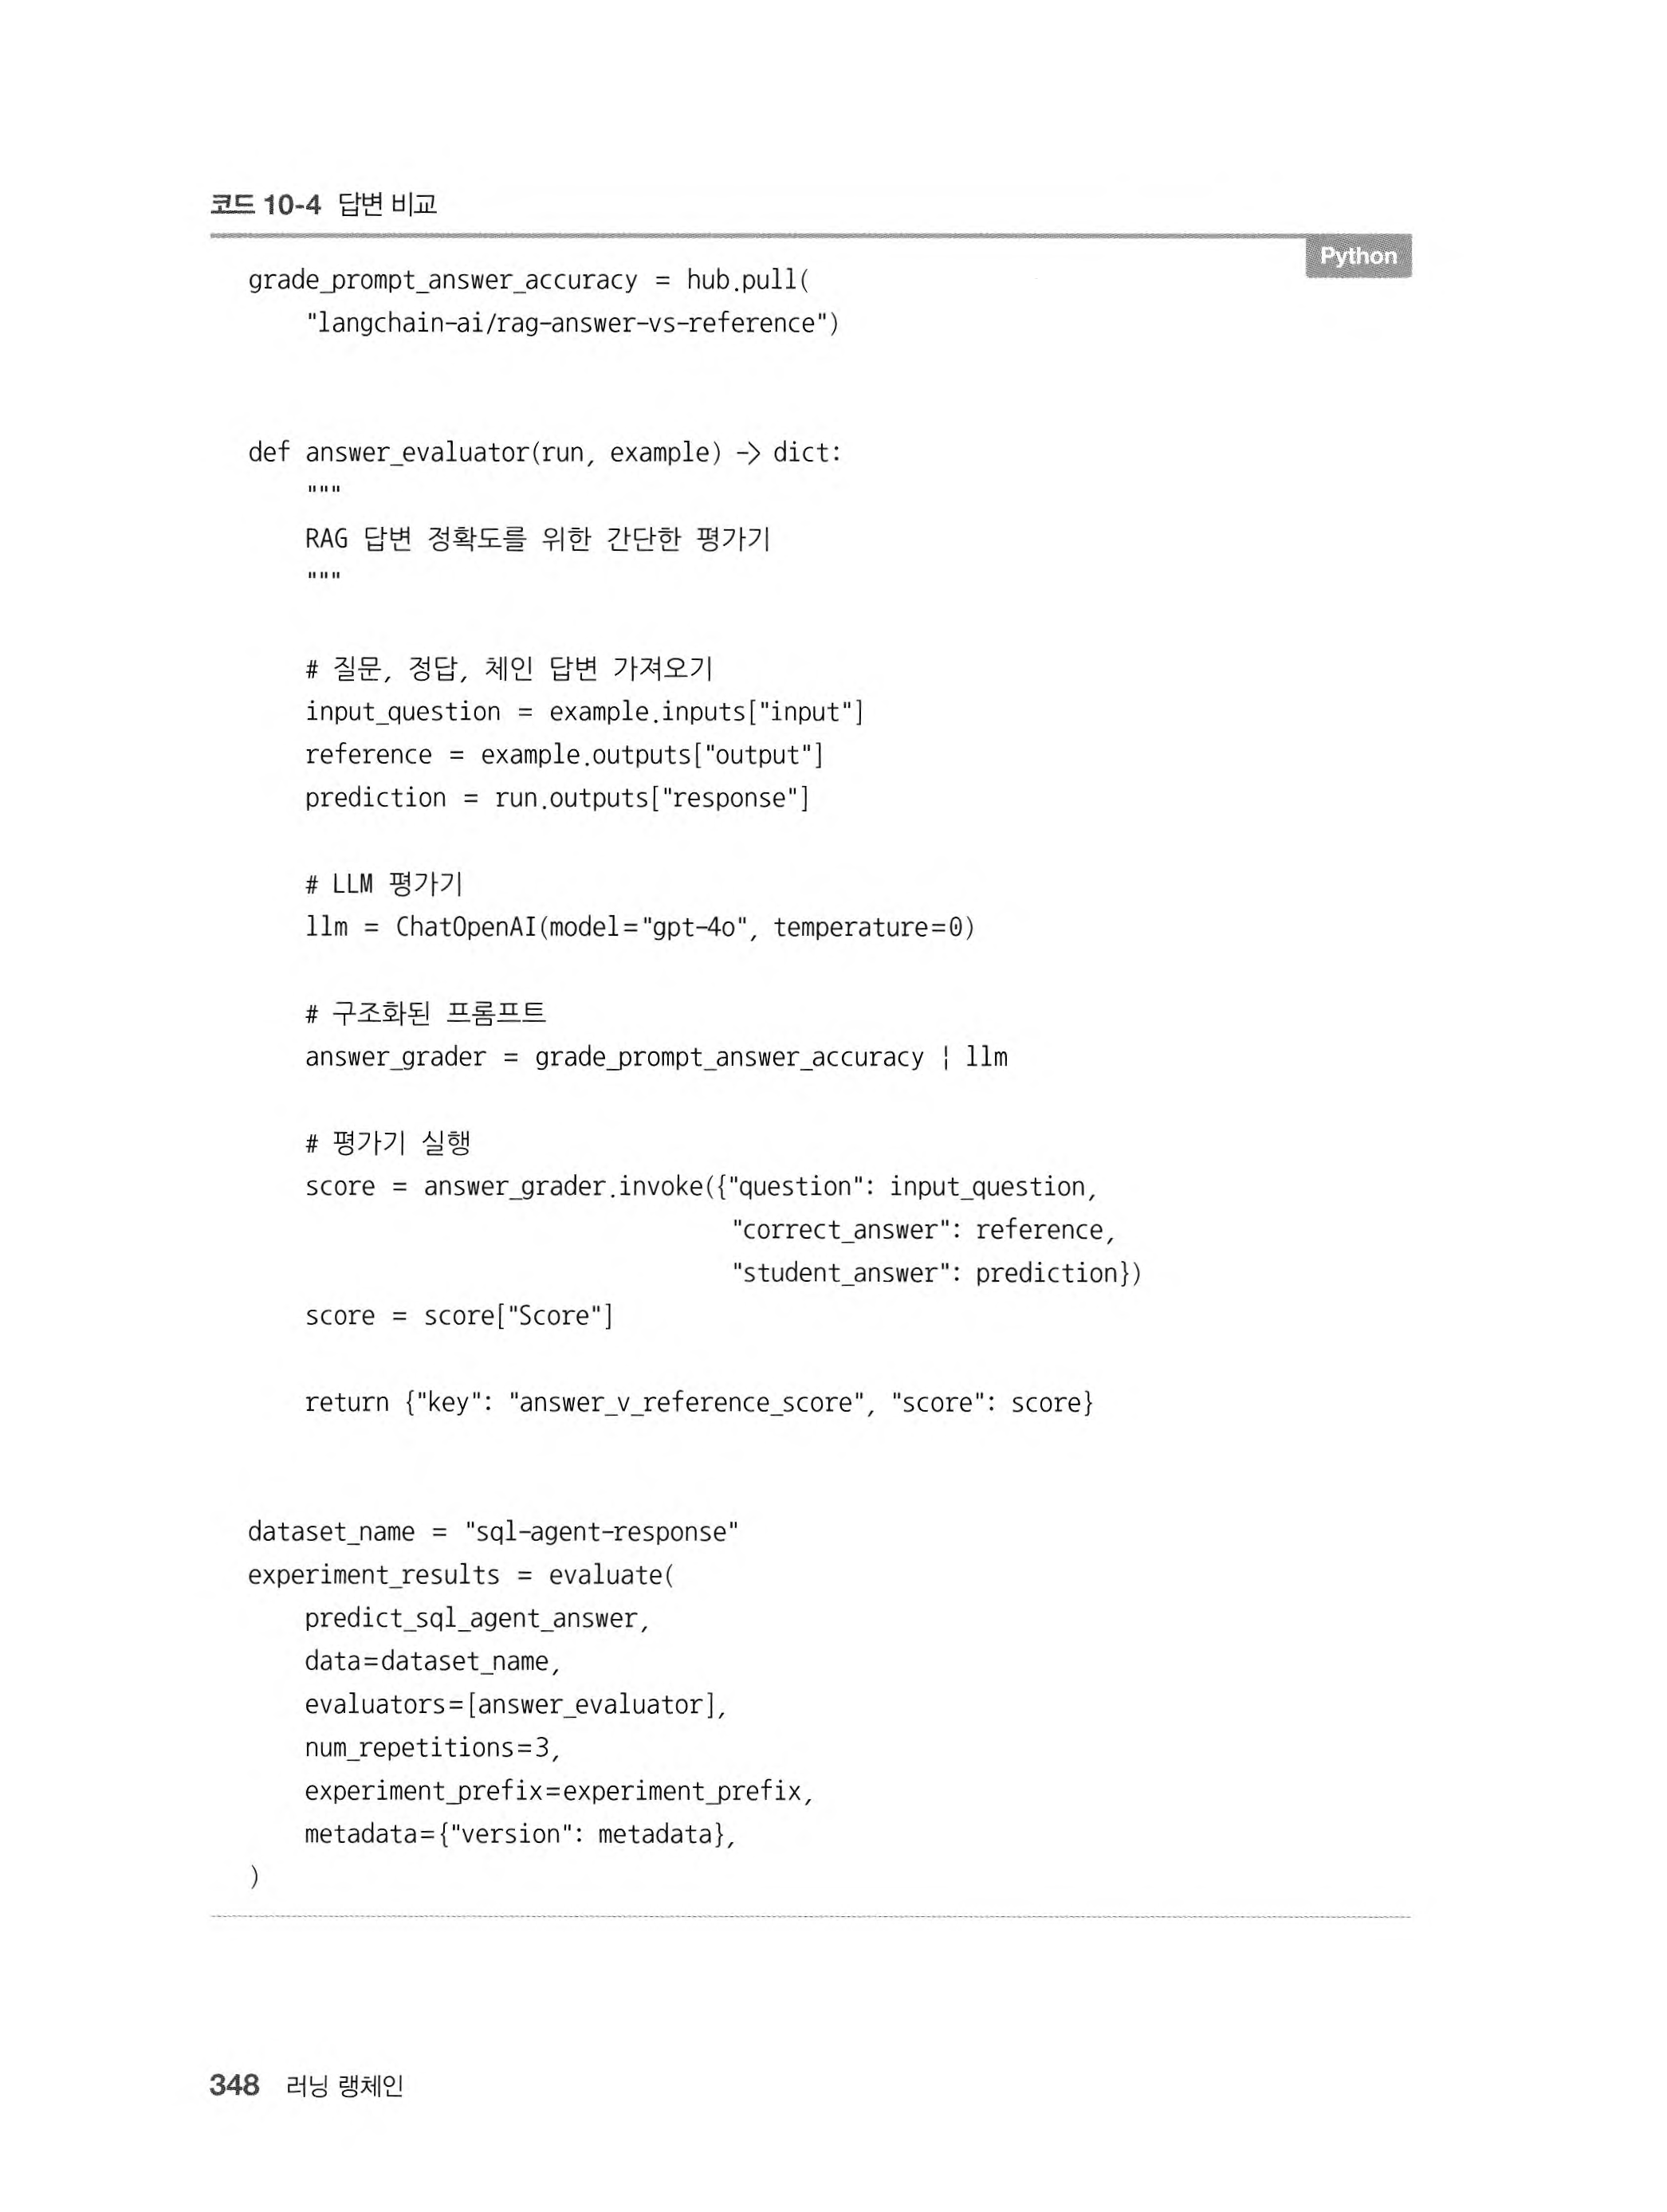 코드 10-4 답변 비교
Python
grade_prompt_answer_accuracy = hub.pull(
    "langchain-ai/rag-answer-vs-reference")
def answer_evaluator(run, example) -> dict:
    """
    RAG 답변 정확도를 위한 간단한 평가기
    """
    # 질문, 정답, 체인 답변 가져오기
    input_question = example.inputs["input"]
    reference = example.outputs["output"]
    prediction = run.outputs["response"]
    # LLM 평가기
    llm = ChatOpenAI(model="gpt-4o", temperature=0)
    # 구조화된 프롬프트
    answer_grader = grade_prompt_answer_accuracy | llm
    # 평가기 실행
    score = answer_grader.invoke({"question": input_question,
                                  "correct_answer": reference,
                                  "student_answer": prediction})
    score = score["Score"]
    return {"key": "answer_v_reference_score", "score": score}
dataset_name = "sql-agent-response"
experiment_results = evaluate(
    predict_sql_agent_answer,
    data=dataset_name,
    evaluators=[answer_evaluator],
    num_repetitions=3,
    experiment_prefix=experiment_prefix,
    metadata={"version": metadata},
)
348 러닝 랭체인